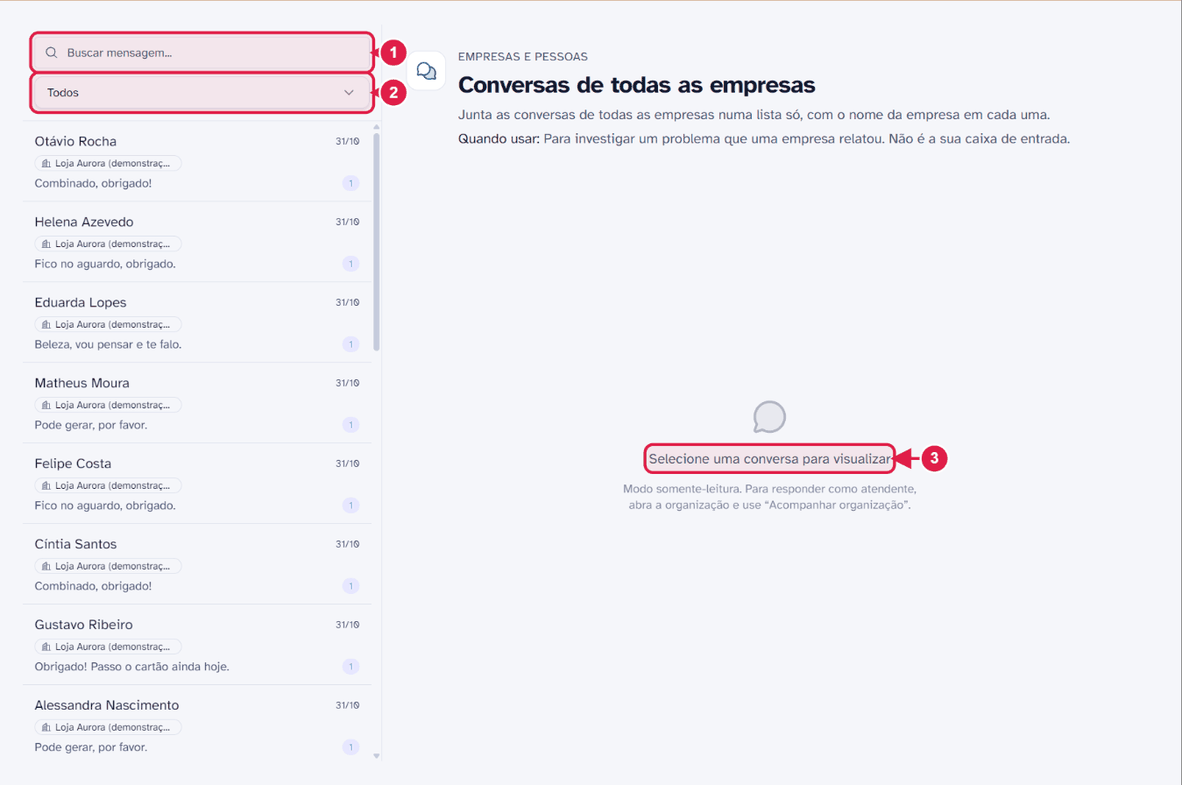 Buscar mensagem...
1
Todos
2
EMPRESAS E PESSOAS
Conversas de todas as empresas
Junta as conversas de todas as empresas numa lista só, com o nome da empresa em cada uma.
Quando usar: Para investigar um problema que uma empresa relatou. Não é a sua caixa de entrada.
Otávio Rocha 31/10
Loja Aurora (demonstraç...
Combinado, obrigado! 1
Helena Azevedo 31/10
Loja Aurora (demonstraç...
Fico no aguardo, obrigado. 1
Eduarda Lopes 31/10
Loja Aurora (demonstraç...
Beleza, vou pensar e te falo. 1
Matheus Moura 31/10
Loja Aurora (demonstraç...
Pode gerar, por favor. 1
Felipe Costa 31/10
Loja Aurora (demonstraç...
Fico no aguardo, obrigado. 1
Cíntia Santos 31/10
Loja Aurora (demonstraç...
Combinado, obrigado! 1
Gustavo Ribeiro 31/10
Loja Aurora (demonstraç...
Obrigado! Passo o cartão ainda hoje. 1
Alessandra Nascimento 31/10
Loja Aurora (demonstraç...
Pode gerar, por favor. 1
Selecione uma conversa para visualizar
3
Modo somente-leitura. Para responder como atendente,
abra a organização e use “Acompanhar organização”.